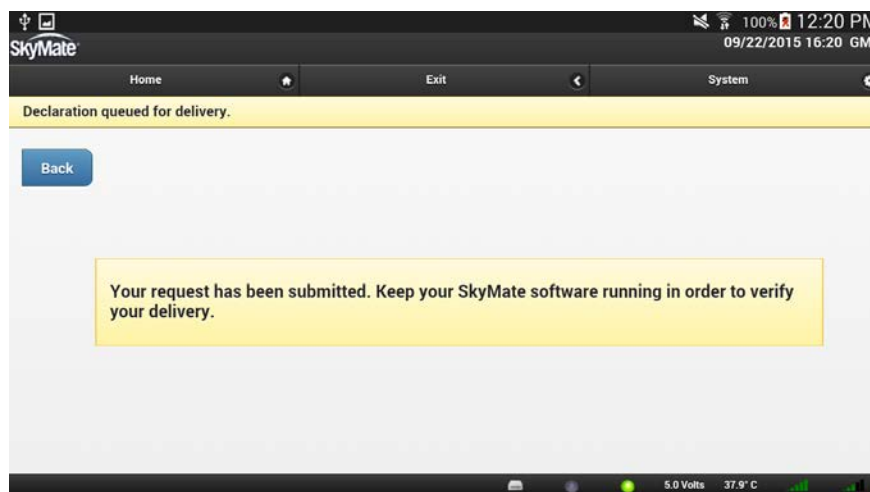 100% 12:20 PM
SkyMate
09/22/2015 16:20 GM
Home Exit System
Declaration queued for delivery.
Back
Your request has been submitted. Keep your SkyMate software running in order to verify
your delivery.
5.0 Volts 37.9° C